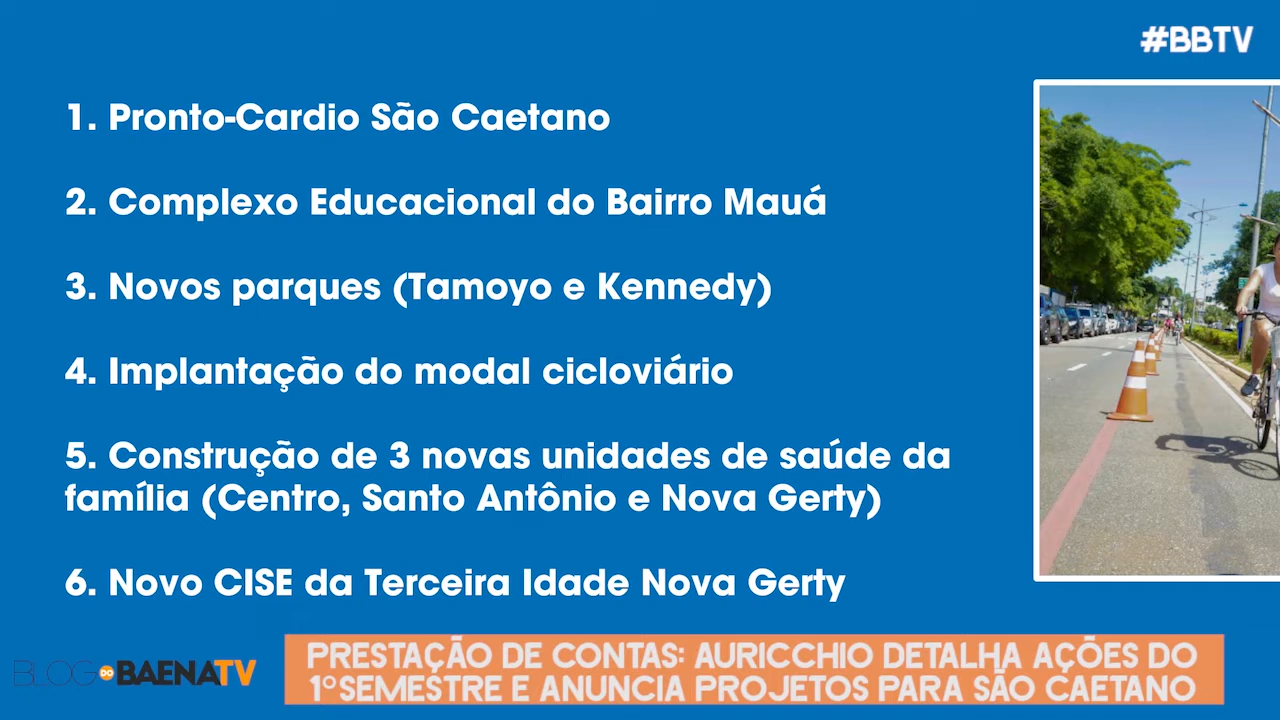 #BBTV
1. Pronto-Cardio São Caetano
2. Complexo Educacional do Bairro Mauá
3. Novos parques (Tamoyo e Kennedy)
4. Implantação do modal cicloviário
5. Construção de 3 novas unidades de saúde da
família (Centro, Santo Antônio e Nova Gerty)
6. Novo CISE da Terceira Idade Nova Gerty
BLOG DO BAENATV
PRESTAÇÃO DE CONTAS: AURICCHIO DETALHA AÇÕES DO
1º SEMESTRE E ANUNCIA PROJETOS PARA SÃO CAETANO